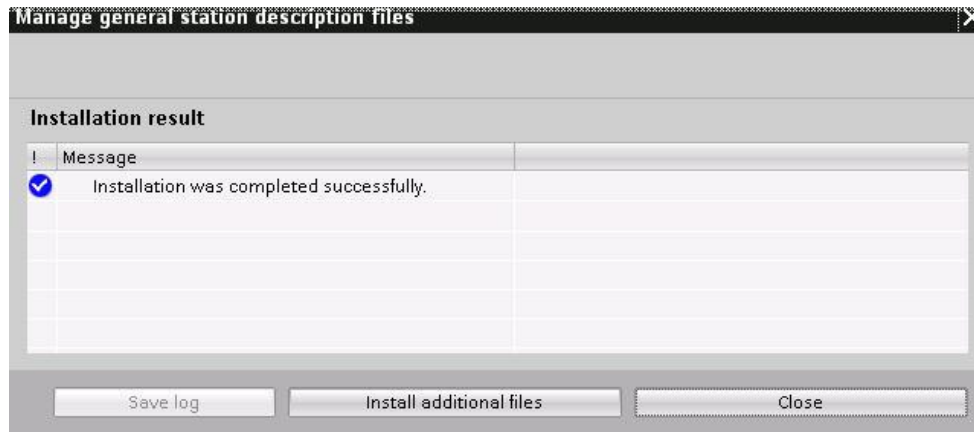 Manage general station description files
Installation result
! Message
Installation was completed successfully.
Save log Install additional files Close